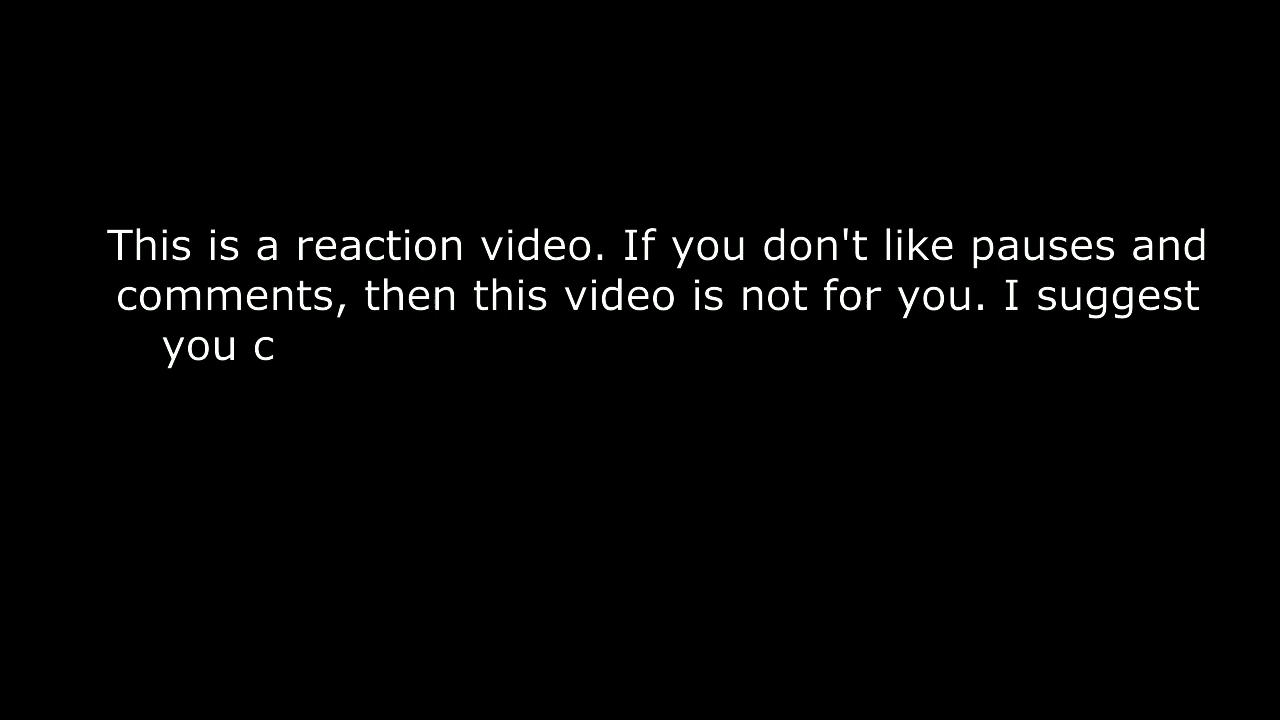 This is a reaction video. If you don't like pauses and
comments, then this video is not for you. I suggest
you c